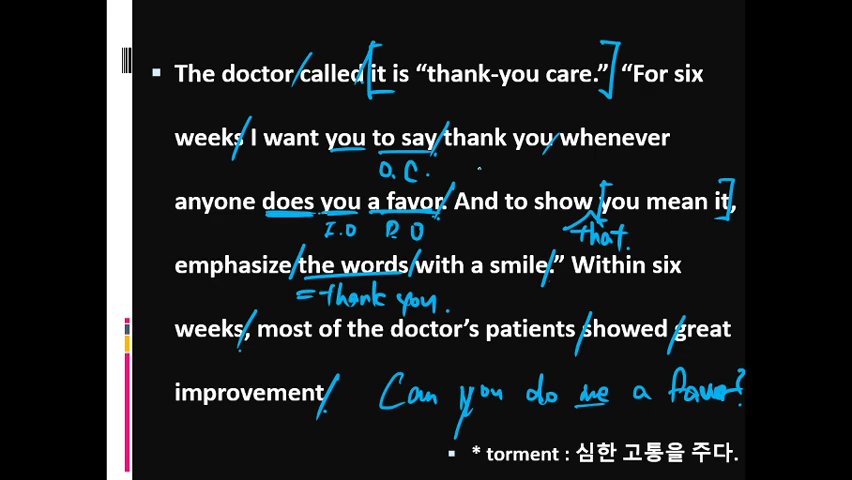 The doctor called it is “thank-you care.” “For six
weeks I want you to say thank you whenever
O.C.
anyone does you a favor. And to show you mean it,
I.O D.O that.
emphasize the words with a smile.” Within six
= thank you.
weeks, most of the doctor’s patients showed great
improvement. Can you do me a favor?
* torment : 심한 고통을 주다.